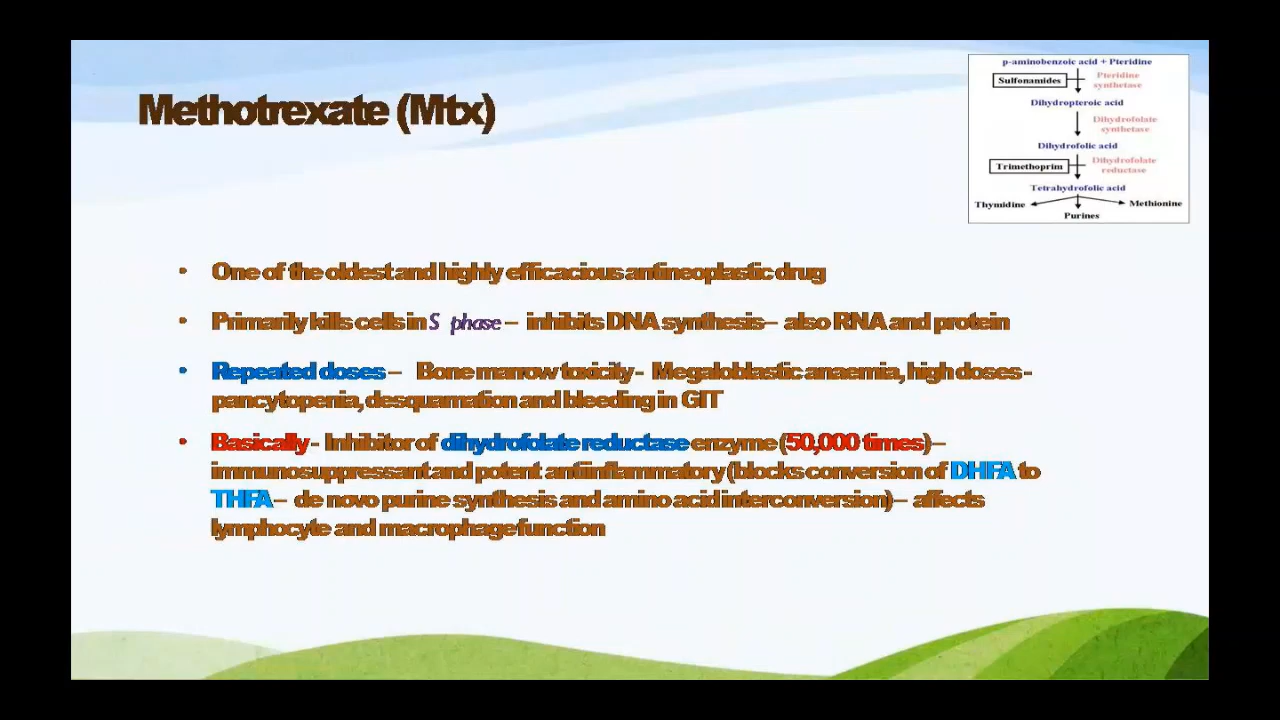 Methotrexate (Mtx)
p-aminobenzoic acid + Pteridine
Sulfonamides
Pteridine
synthetase
Dihydropteroic acid
Dihydrofolate
synthetase
Dihydrofolic acid
Trimethoprim
Dihydrofolate
reductase
Tetrahydrofolic acid
Thymidine
Methionine
Purines
• One of the oldest and highly efficacious antineoplastic drug
• Primarily kills cells in S phase – inhibits DNA synthesis – also RNA and protein
• Repeated doses – Bone marrow toxicity - Megaloblastic anaemia, high doses -
pancytopenia, desquamation and bleeding in GIT
• Basically - Inhibitor of dihydrofolate reductase enzyme (50,000 times) –
immunosuppressant and potent antiinflammatory (blocks conversion of DHFA to
THFA – de novo purine synthesis and amino acid interconversion) – affects
lymphocyte and macrophage function